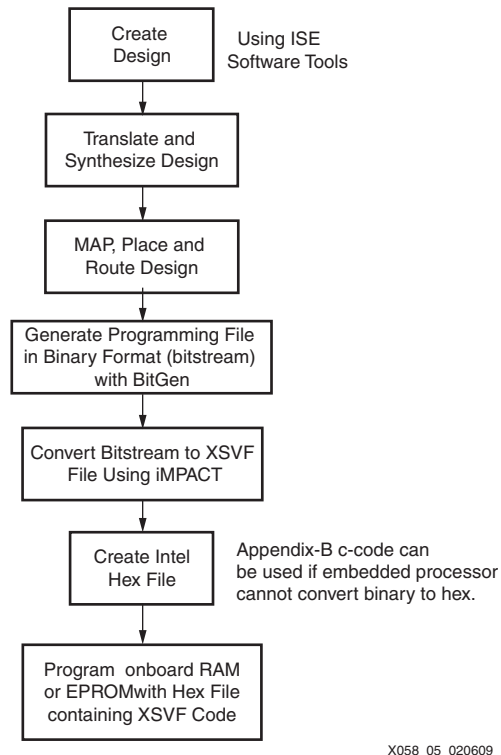 Create
Design
Using ISE
Software Tools
Translate and
Synthesize Design
MAP, Place and
Route Design
Generate Programming File
in Binary Format (bitstream)
with BitGen
Convert Bitstream to XSVF
File Using iMPACT
Create Intel
Hex File
Appendix-B c-code can
be used if embedded processor
cannot convert binary to hex.
Program onboard RAM
or EPROMwith Hex File
containing XSVF Code
X058_05_020609